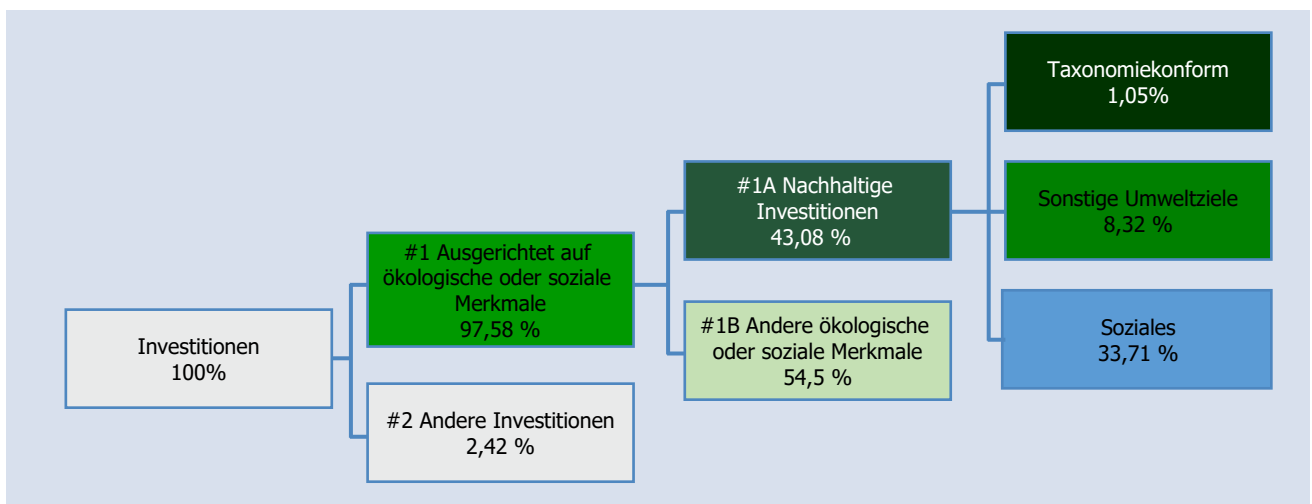 Investitionen
100%
#1 Ausgerichtet auf
ökologische oder soziale
Merkmale
97,58 %
#2 Andere Investitionen
2,42 %
#1A Nachhaltige
Investitionen
43,08 %
#1B Andere ökologische
oder soziale Merkmale
54,5 %
Taxonomiekonform
1,05%
Sonstige Umweltziele
8,32 %
Soziales
33,71 %